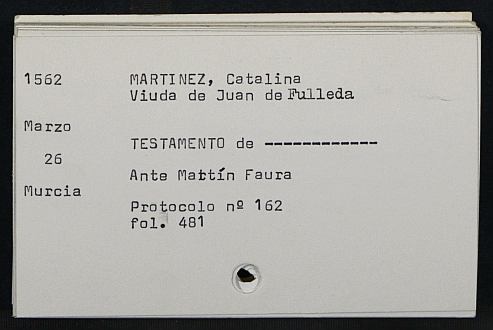 1562 MARTINEZ, Catalina
Viuda de Juan de Fulleda
Marzo
TESTAMENTO de ------------
26
Ante Martín Faura
Murcia
Protocolo nº 162
fol. 481